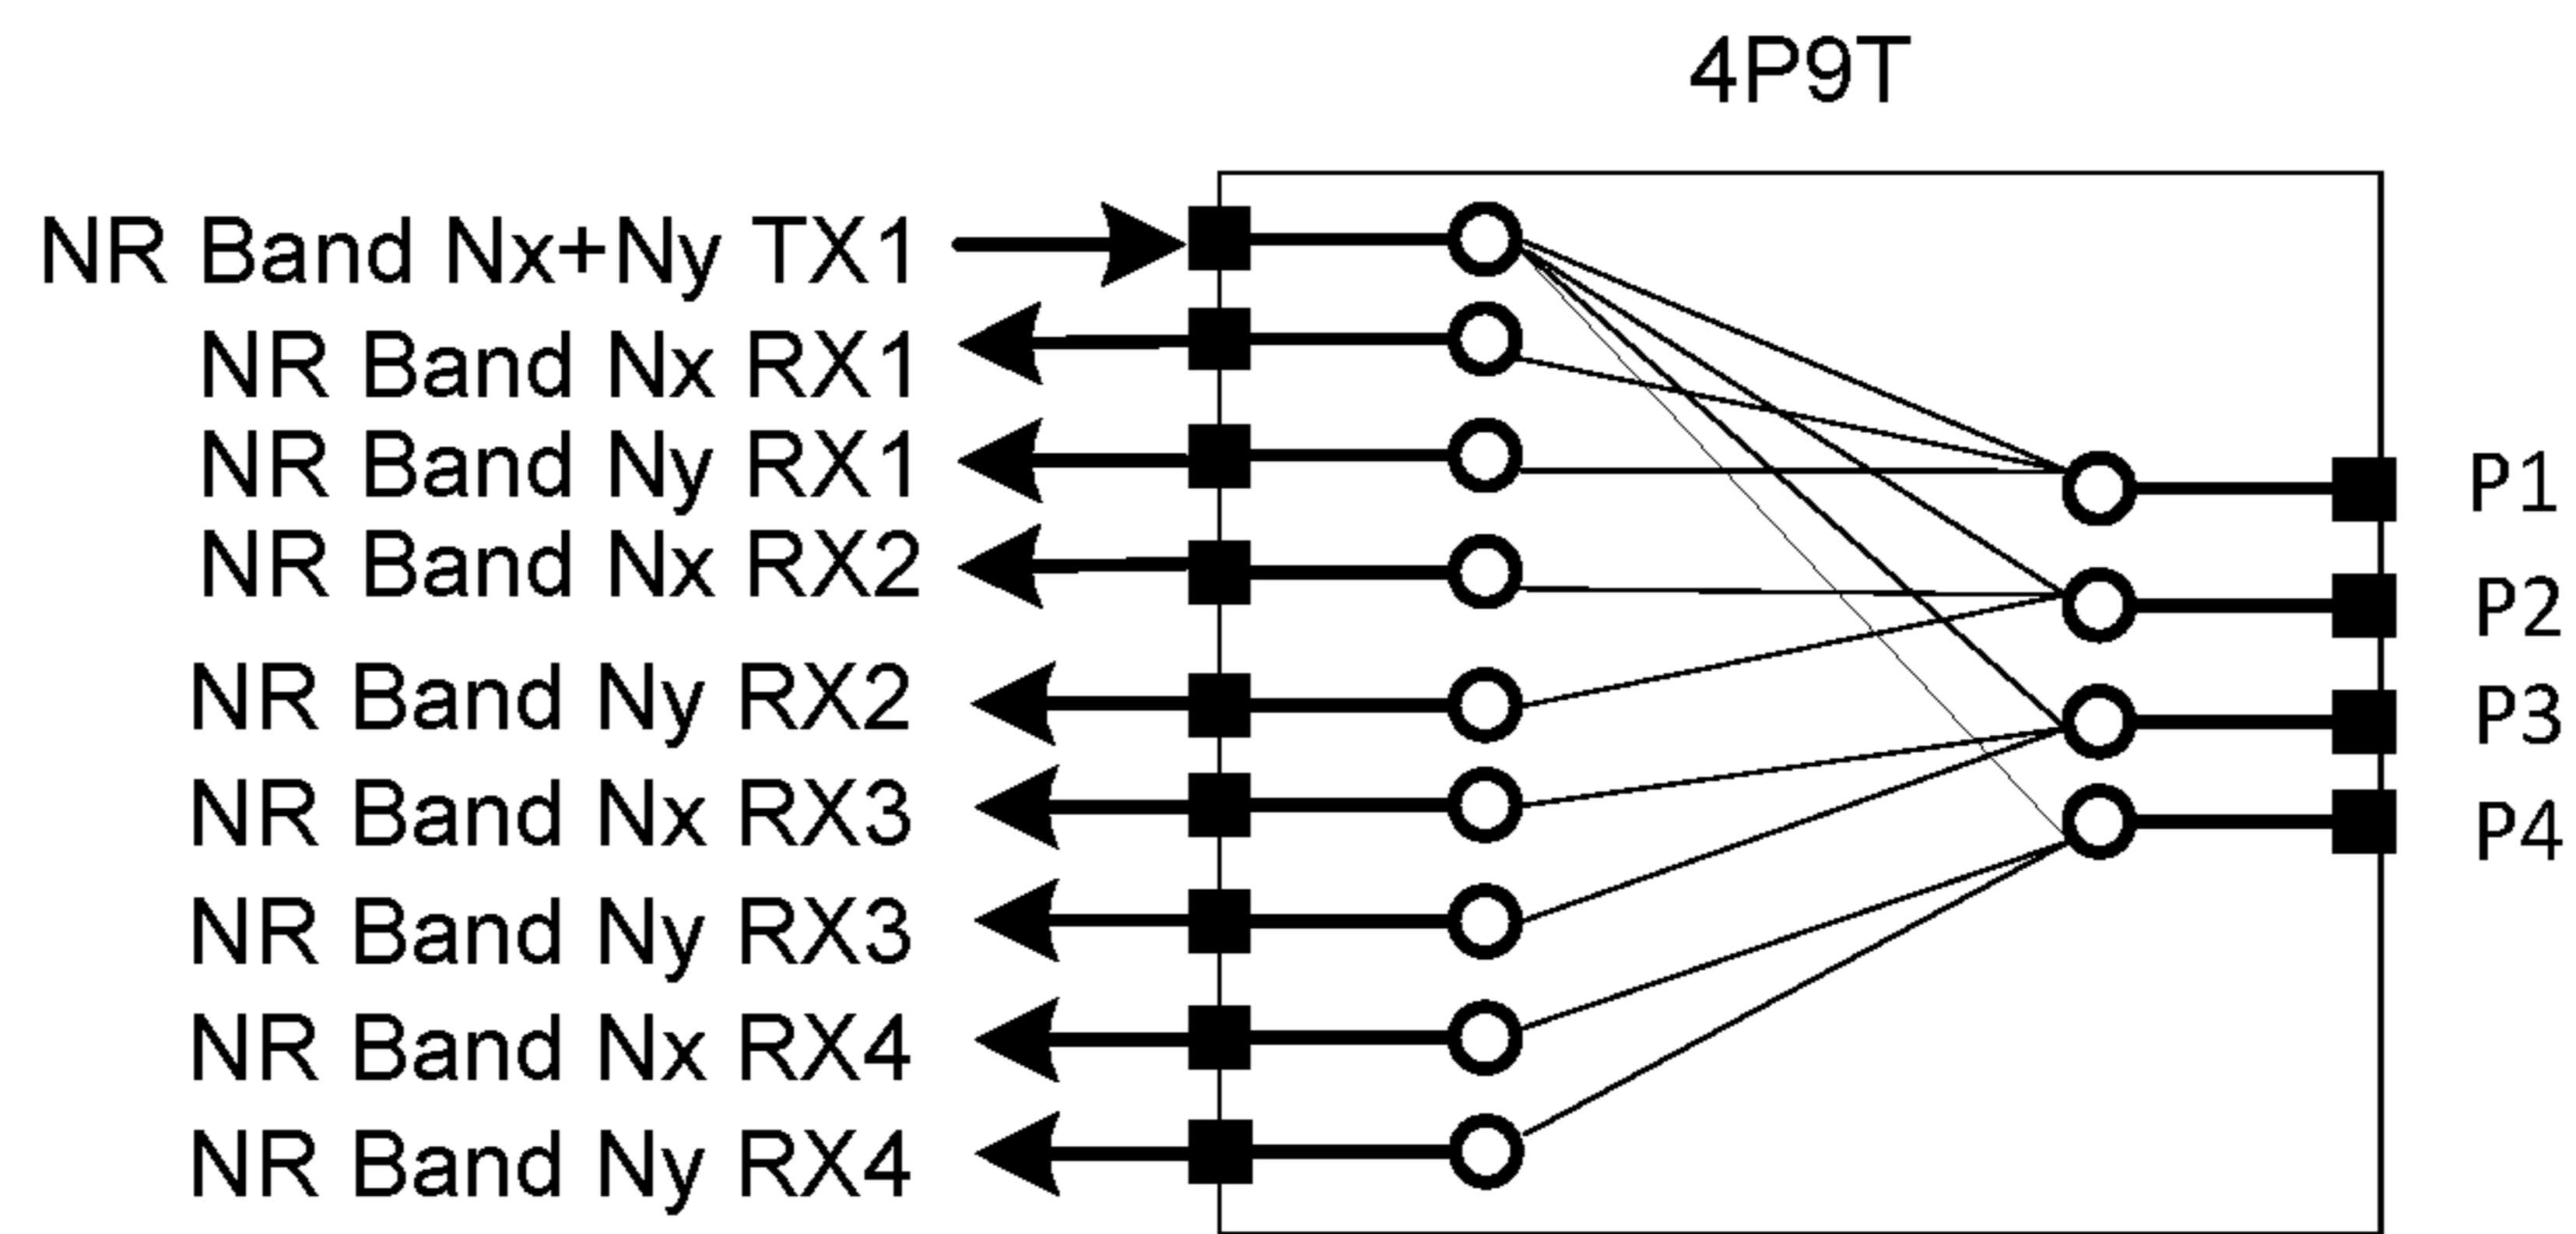 4P9T
NR Band Nx+Ny TX1
NR Band Nx RX1
NR Band Ny RX1
NR Band Nx RX2
NR Band Ny RX2
NR Band Nx RX3
NR Band Ny RX3
NR Band Nx RX4
NR Band Ny RX4
P1
P2
P3
P4